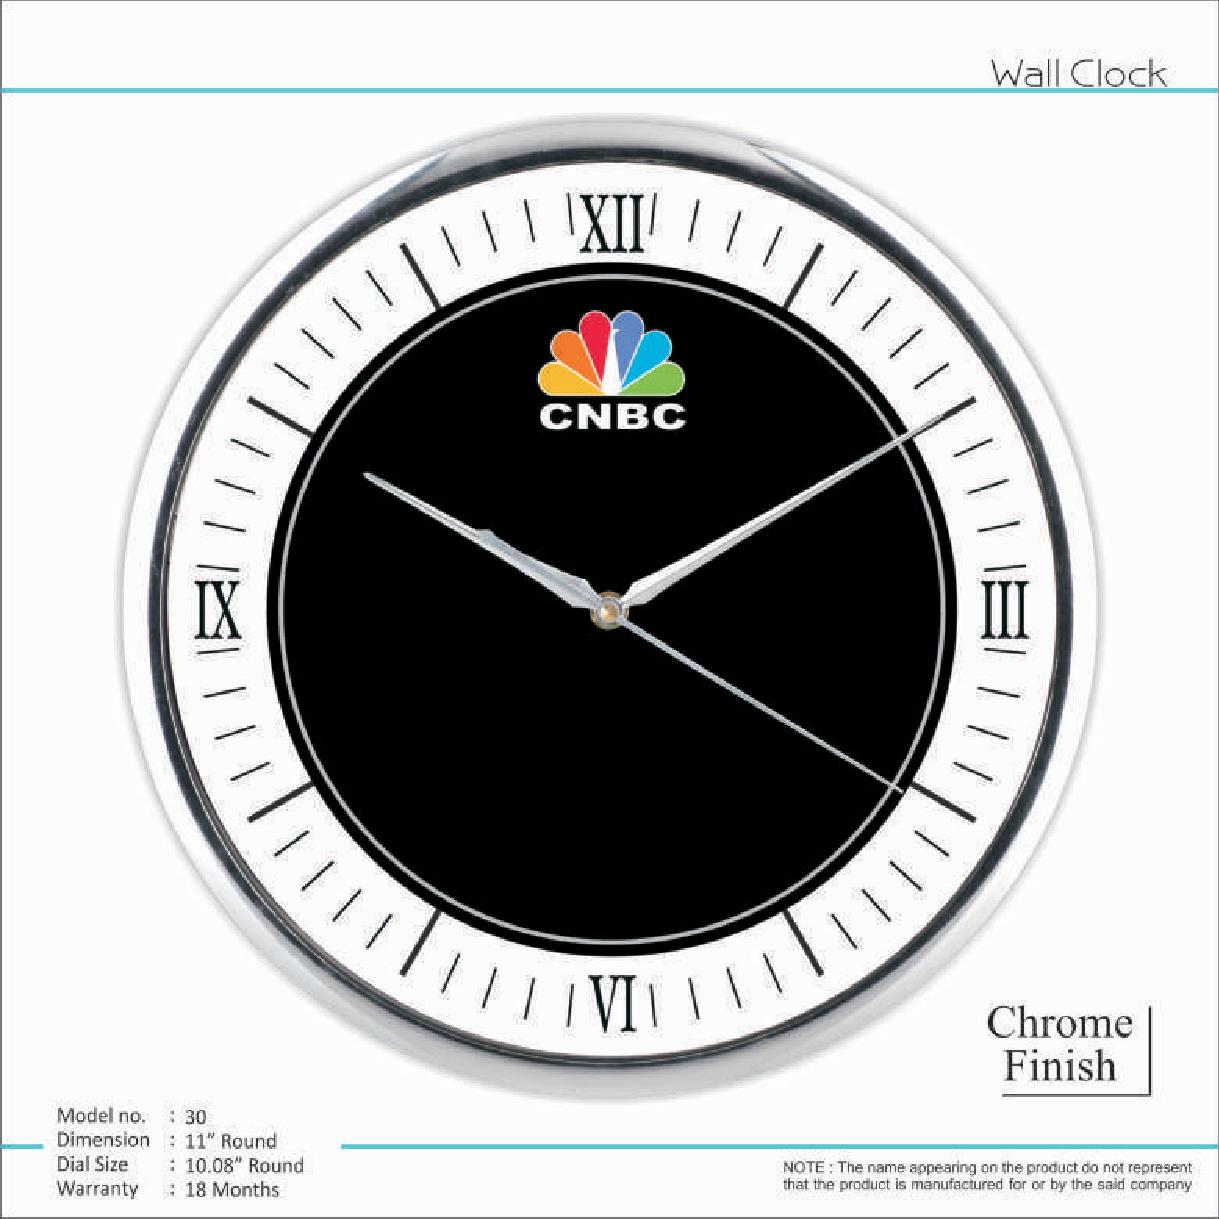 Wall Clock
XII
CNBC
IX
III
VI
Chrome
Finish
Model no. : 30
Dimension : 11” Round
Dial Size : 10.08” Round
Warranty : 18 Months
NOTE : The name appearing on the product do not represent
that the product is manufactured for or by the said company